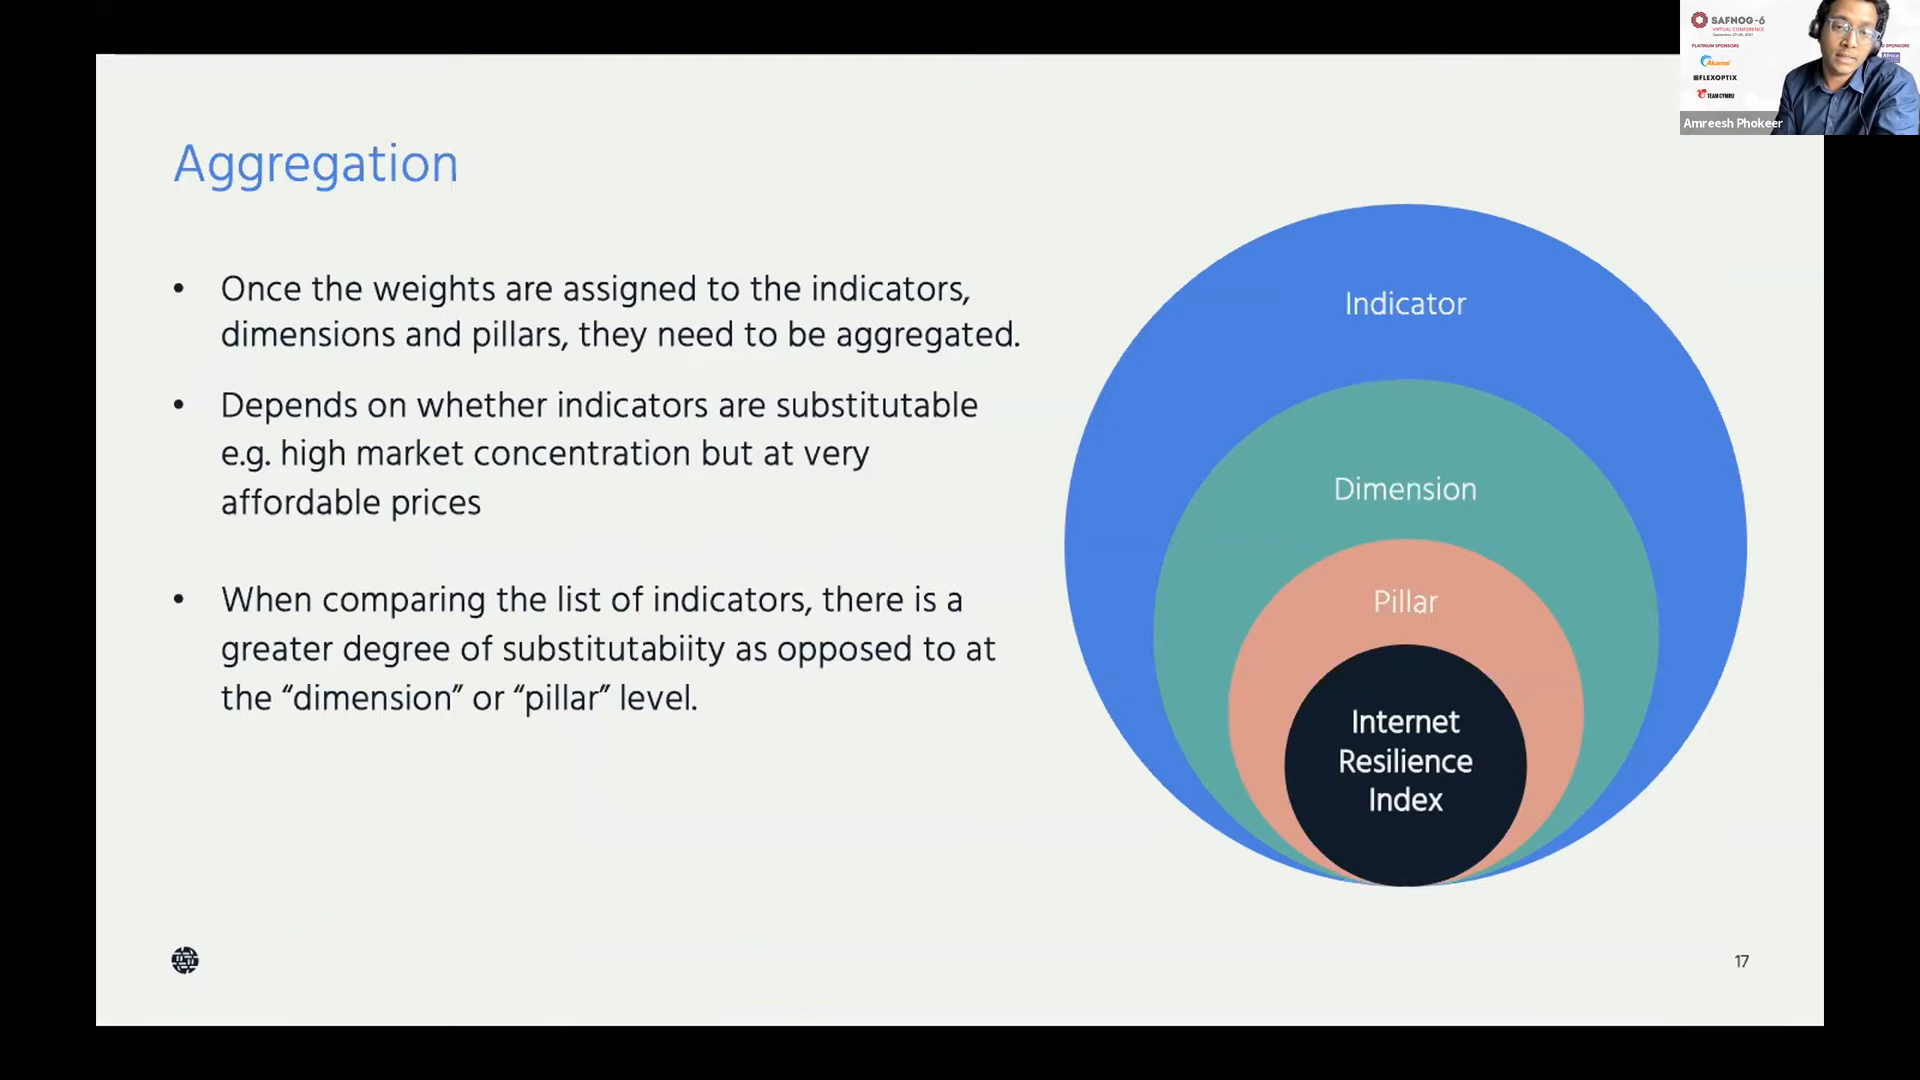 Aggregation
• Once the weights are assigned to the indicators,
dimensions and pillars, they need to be aggregated.
• Depends on whether indicators are substitutable
e.g. high market concentration but at very
affordable prices
• When comparing the list of indicators, there is a
greater degree of substitutabiity as opposed to at
the “dimension” or “pillar” level.
Indicator
Dimension
Pillar
Internet
Resilience
Index
17
SAFNOG-6
VIRTUAL CONFERENCE
PLATINUM SPONSORS
SPONSORS
Akamai
FLEXOPTIX
TEAM CYMRU
Amreesh Phokeer